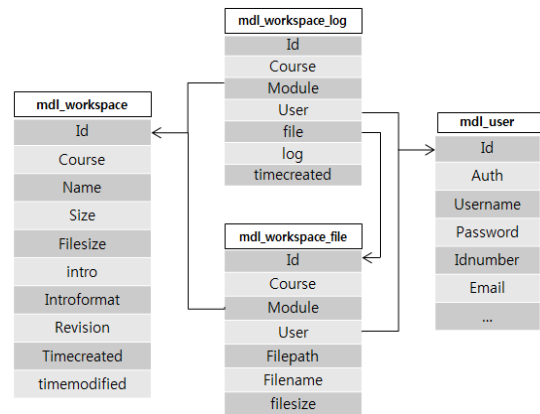 mdl_workspace_log
Id
Course
Module
User
file
log
timecreated
mdl_workspace
Id
Course
Name
Size
Filesize
intro
Introformat
Revision
Timecreated
timemodified
mdl_user
Id
Auth
Username
Password
Idnumber
Email
...
mdl_workspace_file
Id
Course
Module
User
Filepath
Filename
filesize